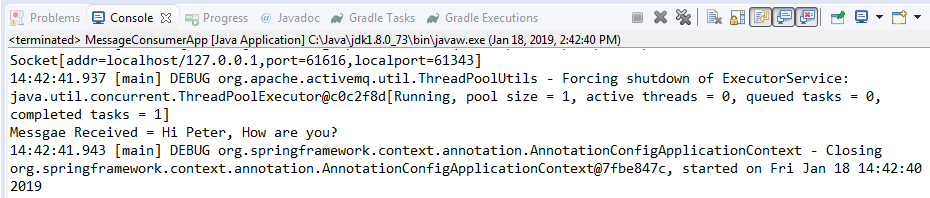 Problems Console Progress Javadoc Gradle Tasks Gradle Executions
<terminated> MessageConsumerApp [Java Application] C:\Java\jdk1.8.0_73\bin\javaw.exe (Jan 18, 2019, 2:42:40 PM)
Socket[addr=localhost/127.0.0.1,port=61616,localport=61343]
14:42:41.937 [main] DEBUG org.apache.activemq.util.ThreadPoolUtils - Forcing shutdown of ExecutorService:
java.util.concurrent.ThreadPoolExecutor@c0c2f8d[Running, pool size = 1, active threads = 0, queued tasks = 0,
completed tasks = 1]
Messgae Received = Hi Peter, How are you?
14:42:41.943 [main] DEBUG org.springframework.context.annotation.AnnotationConfigApplicationContext - Closing
org.springframework.context.annotation.AnnotationConfigApplicationContext@7fbe847c, started on Fri Jan 18 14:42:40
2019